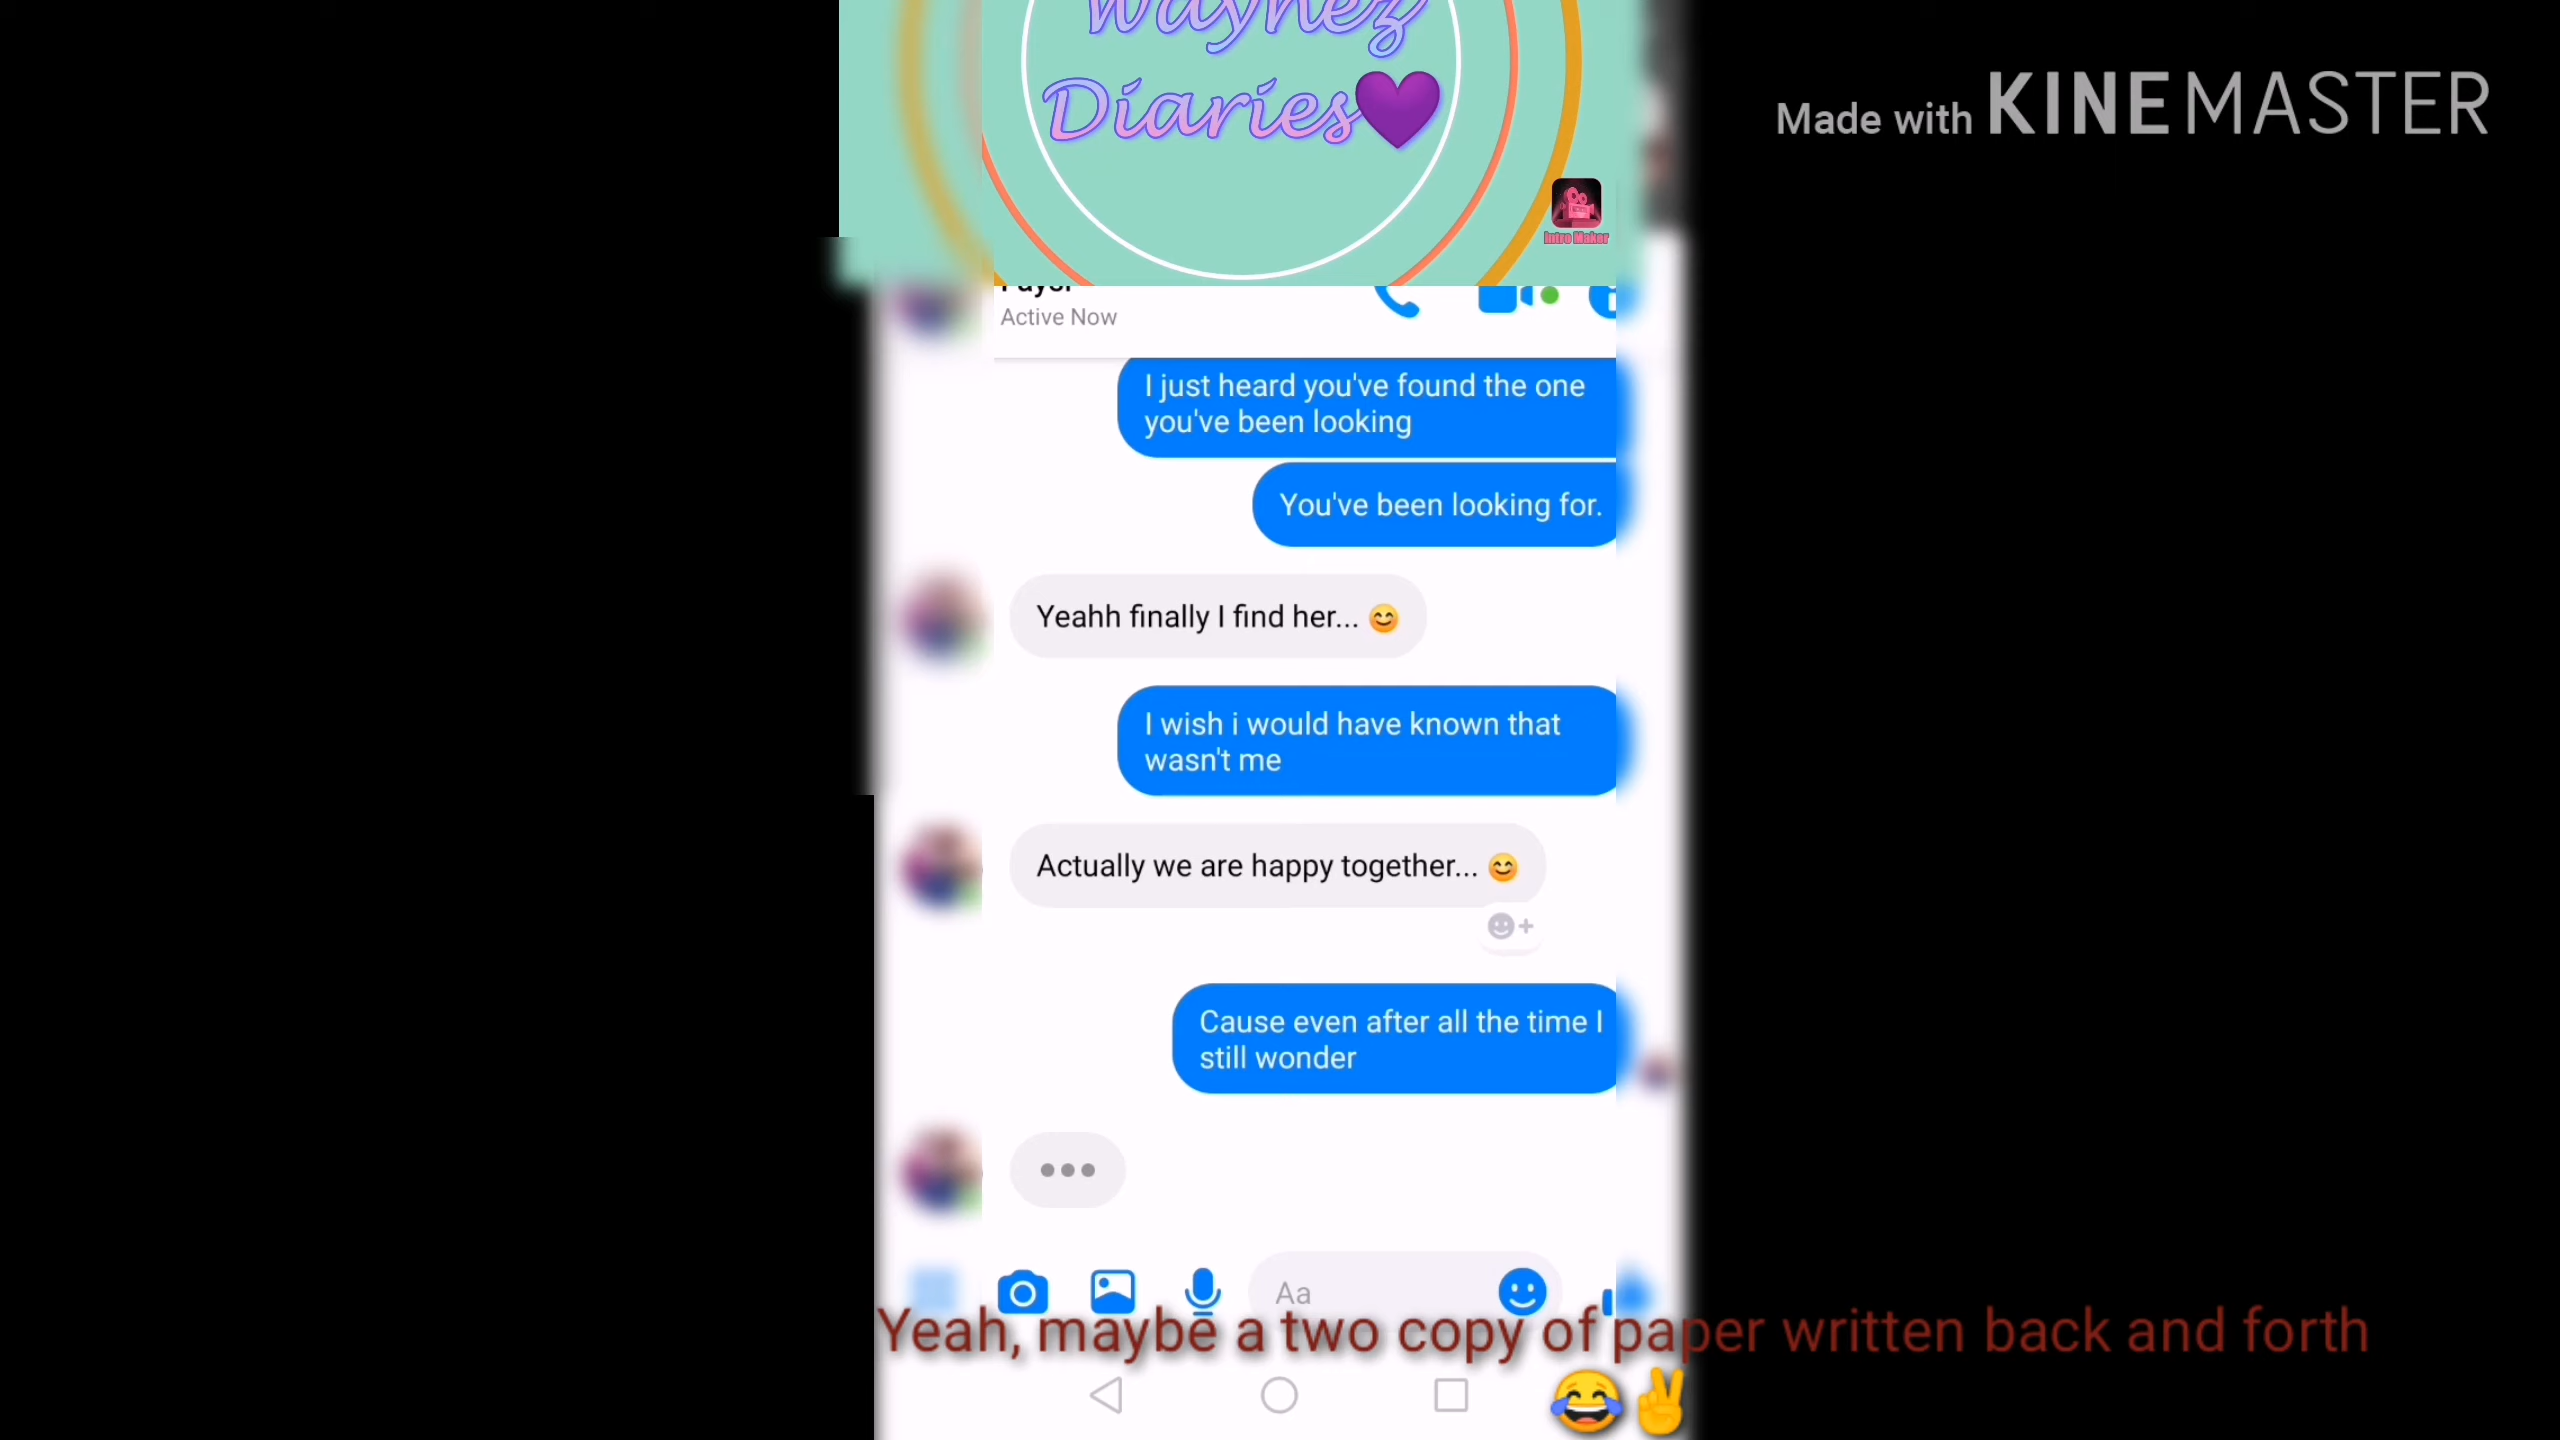 Waynez
Diaries💜
Made with KINEMASTER
Intro Maker
Active Now
I just heard you've found the one
you've been looking
You've been looking for.
Yeahh finally I find her... 😊
I wish i would have known that
wasn't me
Actually we are happy together... 😊
Cause even after all the time I
still wonder
Aa
Yeah, maybe a two copy of paper written back and forth
😂✌